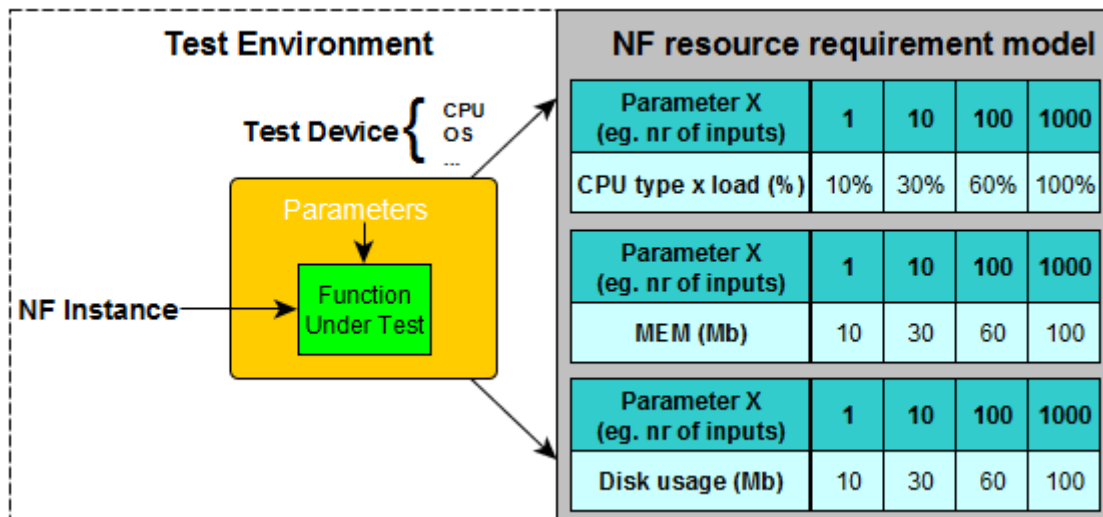 Test Environment
Test Device
CPU
OS
...
Parameters
NF Instance
Function
Under Test
NF resource requirement model
Parameter X
(eg. nr of inputs)
1 10 100 1000
CPU type x load (%) 10% 30% 60% 100%
Parameter X
(eg. nr of inputs)
1 10 100 1000
MEM (Mb) 10 30 60 100
Parameter X
(eg. nr of inputs)
1 10 100 1000
Disk usage (Mb) 10 30 60 100